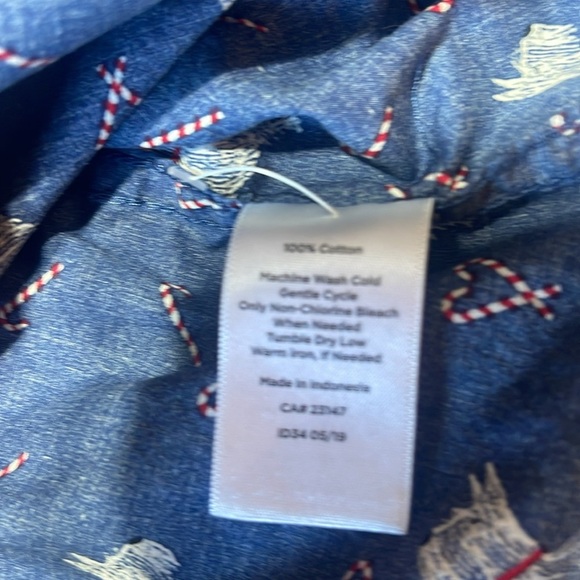 100% Cotton
Machine Wash Cold
Gentle Cycle
Only Non-Chlorine Bleach
When Needed
Tumble Dry Low
Warm Iron, If Needed
Made in Indonesia
CA# 23147
ID34 05/19